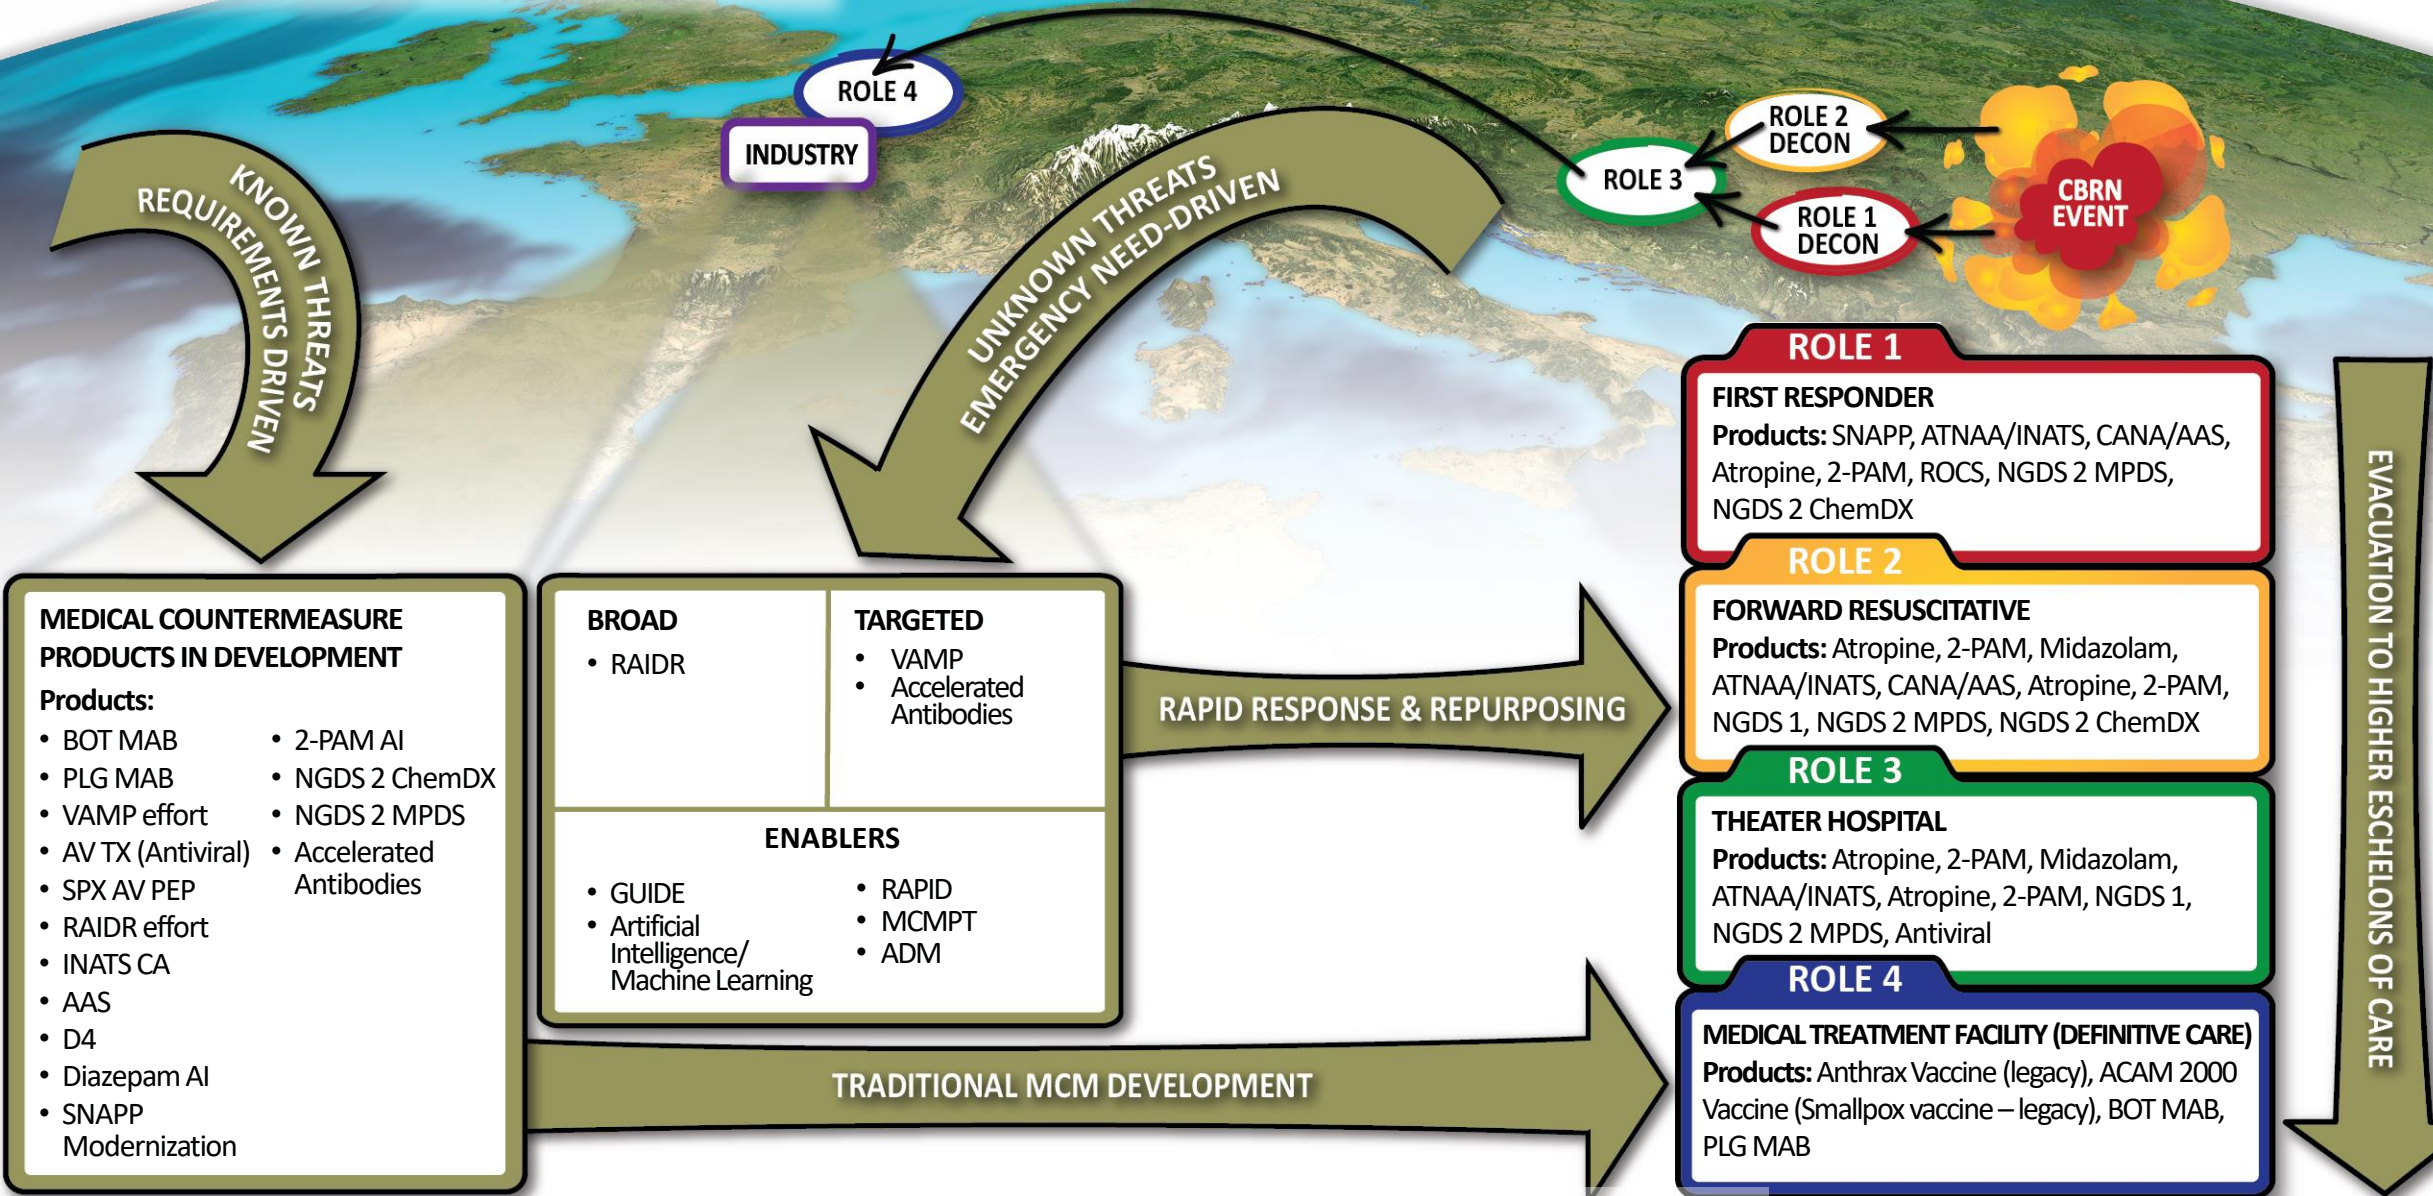 ROLE 4
INDUSTRY
ROLE 3
ROLE 2
DECON
ROLE 1
DECON
CBRN
EVENT
KNOWN THREATS
REQUIREMENTS DRIVEN
UNKNOWN THREATS
EMERGENCY NEED-DRIVEN
MEDICAL COUNTERMEASURE
PRODUCTS IN DEVELOPMENT
Products:
• BOT MAB
• PLG MAB
• VAMP effort
• AV TX (Antiviral)
• SPX AV PEP
• RAIDR effort
• INATS CA
• AAS
• D4
• Diazepam AI
• SNAPP
Modernization
• 2-PAM AI
• NGDS 2 ChemDX
• NGDS 2 MPDS
• Accelerated
Antibodies
BROAD
• RAIDR
TARGETED
• VAMP
• Accelerated
Antibodies
ENABLERS
• GUIDE
• Artificial
Intelligence/
Machine Learning
• RAPID
• MCMPT
• ADM
RAPID RESPONSE & REPURPOSING
TRADITIONAL MCM DEVELOPMENT
ROLE 1
FIRST RESPONDER
Products: SNAPP, ATNAA/INATS, CANA/AAS,
Atropine, 2-PAM, ROCS, NGDS 2 MPDS,
NGDS 2 ChemDX
ROLE 2
FORWARD RESUSCITATIVE
Products: Atropine, 2-PAM, Midazolam,
ATNAA/INATS, CANA/AAS, Atropine, 2-PAM,
NGDS 1, NGDS 2 MPDS, NGDS 2 ChemDX
ROLE 3
THEATER HOSPITAL
Products: Atropine, 2-PAM, Midazolam,
ATNAA/INATS, Atropine, 2-PAM, NGDS 1,
NGDS 2 MPDS, Antiviral
ROLE 4
MEDICAL TREATMENT FACILITY (DEFINITIVE CARE)
Products: Anthrax Vaccine (legacy), ACAM 2000
Vaccine (Smallpox vaccine – legacy), BOT MAB,
PLG MAB
EVACUATION TO HIGHER ESCHELONS OF CARE